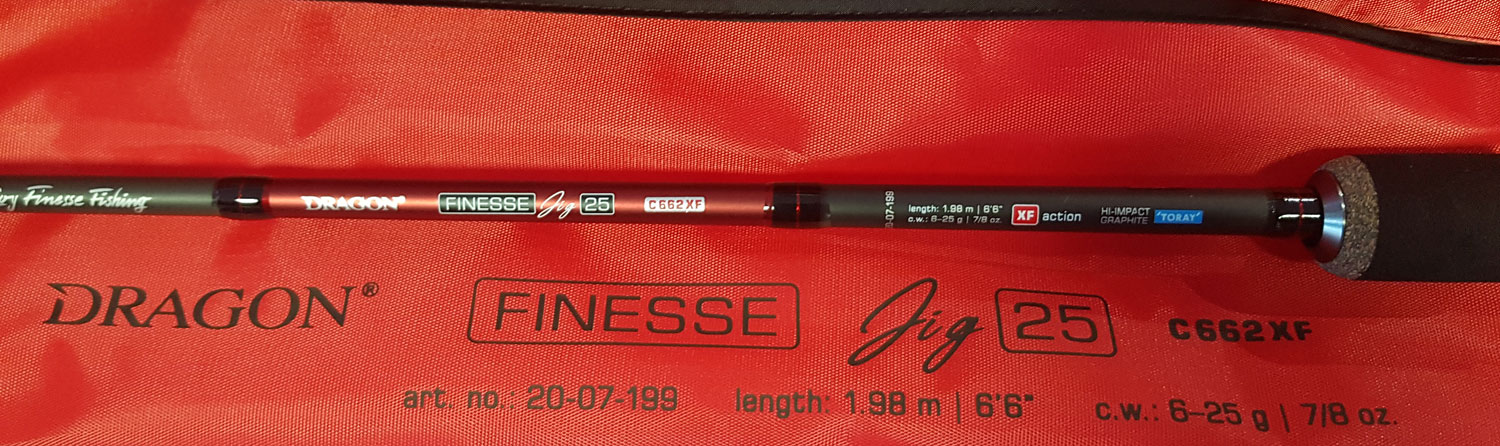 Finesse Fishing
DRAGON® FINESSE Jig 25 C662XF
-07-199
length: 1.98 m | 6'6"
c.w.: 6-25 g | 7/8 oz.
XF action
HI-IMPACT
GRAPHITE 'TORAY'
DRAGON® FINESSE Jig 25 C662XF
art. no.: 20-07-199 length: 1.98 m | 6'6" c.w.: 6-25 g | 7/8 oz.